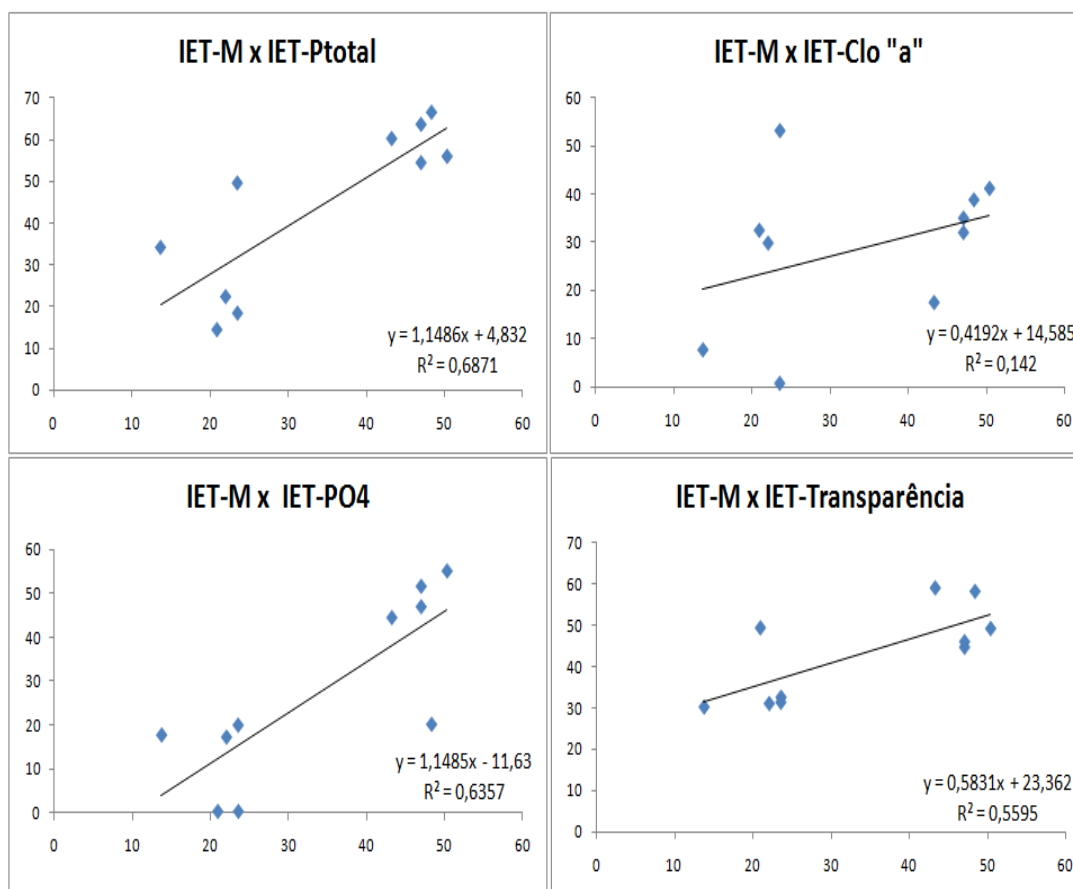 IET-M x IET-Ptotal
70
60
50
40
30
20
10
0
y = 1,1486x + 4,832
R² = 0,6871
0 10 20 30 40 50 60
IET-M x IET-Clo "a"
60
50
40
30
20
10
0
y = 0,4192x + 14,585
R² = 0,142
0 10 20 30 40 50 60
IET-M x IET-PO4
60
50
40
30
20
10
0
y = 1,1485x - 11,63
R² = 0,6357
0 10 20 30 40 50 60
IET-M x IET-Transparência
70
60
50
40
30
20
10
0
y = 0,5831x + 23,362
R² = 0,5595
0 10 20 30 40 50 60